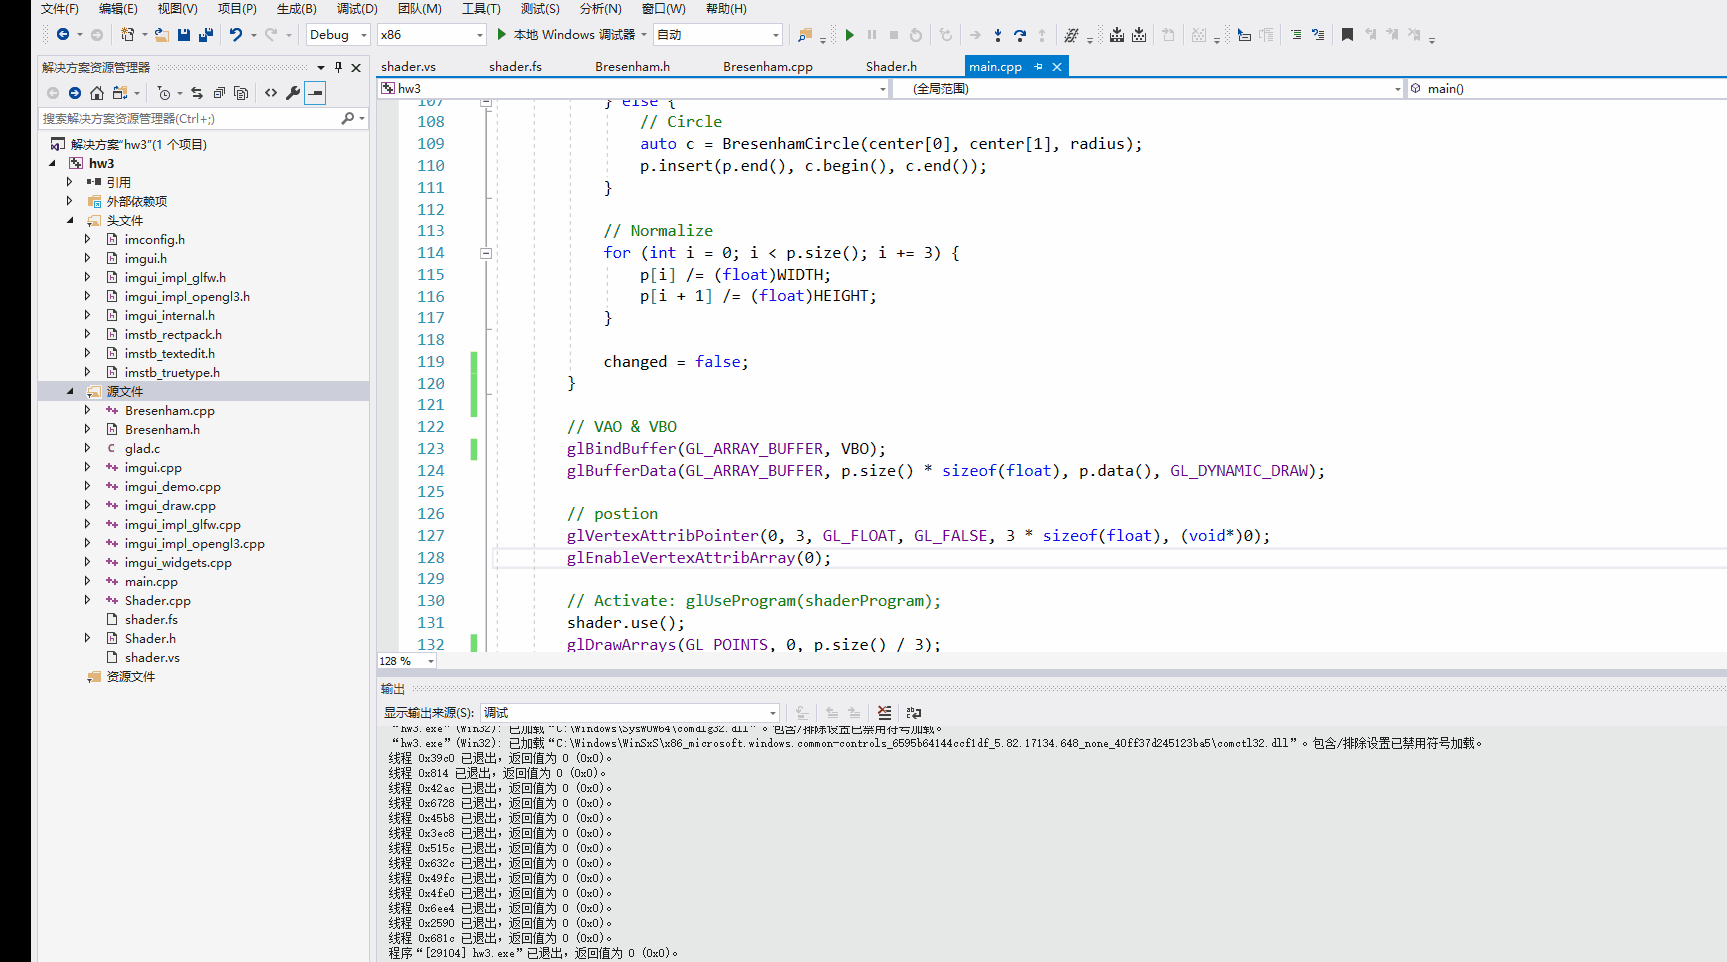 文件(F) 编辑(E) 视图(V) 项目(P) 生成(B) 调试(D) 团队(M) 工具(T) 测试(S) 分析(N) 窗口(W) 帮助(H)
Debug x86 本地 Windows 调试器 自动
解决方案资源管理器
搜索解决方案资源管理器(Ctrl+;)
解决方案"hw3"(1 个项目)
hw3
引用
外部依赖项
头文件
imconfig.h
imgui.h
imgui_impl_glfw.h
imgui_impl_opengl3.h
imgui_internal.h
imstb_rectpack.h
imstb_textedit.h
imstb_truetype.h
源文件
Bresenham.cpp
Bresenham.h
glad.c
imgui.cpp
imgui_demo.cpp
imgui_draw.cpp
imgui_impl_glfw.cpp
imgui_impl_opengl3.cpp
imgui_widgets.cpp
main.cpp
Shader.cpp
shader.fs
Shader.h
shader.vs
资源文件
shader.vs shader.fs Bresenham.h Bresenham.cpp Shader.h main.cpp
hw3 (全局范围) main()
107 } else {
108 // Circle
109 auto c = BresenhamCircle(center[0], center[1], radius);
110 p.insert(p.end(), c.begin(), c.end());
111 }
112
113 // Normalize
114 for (int i = 0; i < p.size(); i += 3) {
115 p[i] /= (float)WIDTH;
116 p[i + 1] /= (float)HEIGHT;
117 }
118
119 changed = false;
120 }
121
122 // VAO & VBO
123 glBindBuffer(GL_ARRAY_BUFFER, VBO);
124 glBufferData(GL_ARRAY_BUFFER, p.size() * sizeof(float), p.data(), GL_DYNAMIC_DRAW);
125
126 // postion
127 glVertexAttribPointer(0, 3, GL_FLOAT, GL_FALSE, 3 * sizeof(float), (void*)0);
128 glEnableVertexAttribArray(0);
129
130 // Activate: glUseProgram(shaderProgram);
131 shader.use();
132 glDrawArrays(GL_POINTS, 0, p.size() / 3);
128 %
输出
显示输出来源(S): 调试
“hw3.exe”(Win32): 已加载“C:\Windows\SysWOW64\comdlg32.dll”。包含/排除设置已禁用符号加载。
“hw3.exe”(Win32): 已加载“C:\Windows\WinSxS\x86_microsoft.windows.common-controls_6595b64144ccf1df_5.82.17134.648_none_40ff37d245123ba5\comctl32.dll”。包含/排除设置已禁用符号加载。
线程 0x39c0 已退出，返回值为 0 (0x0)。
线程 0x814 已退出，返回值为 0 (0x0)。
线程 0x42ac 已退出，返回值为 0 (0x0)。
线程 0x6728 已退出，返回值为 0 (0x0)。
线程 0x45b8 已退出，返回值为 0 (0x0)。
线程 0x3ec8 已退出，返回值为 0 (0x0)。
线程 0x515c 已退出，返回值为 0 (0x0)。
线程 0x632c 已退出，返回值为 0 (0x0)。
线程 0x49fc 已退出，返回值为 0 (0x0)。
线程 0x4fe0 已退出，返回值为 0 (0x0)。
线程 0x6ee4 已退出，返回值为 0 (0x0)。
线程 0x2590 已退出，返回值为 0 (0x0)。
线程 0x681c 已退出，返回值为 0 (0x0)。
程序“[29104] hw3.exe”已退出，返回值为 0 (0x0)。